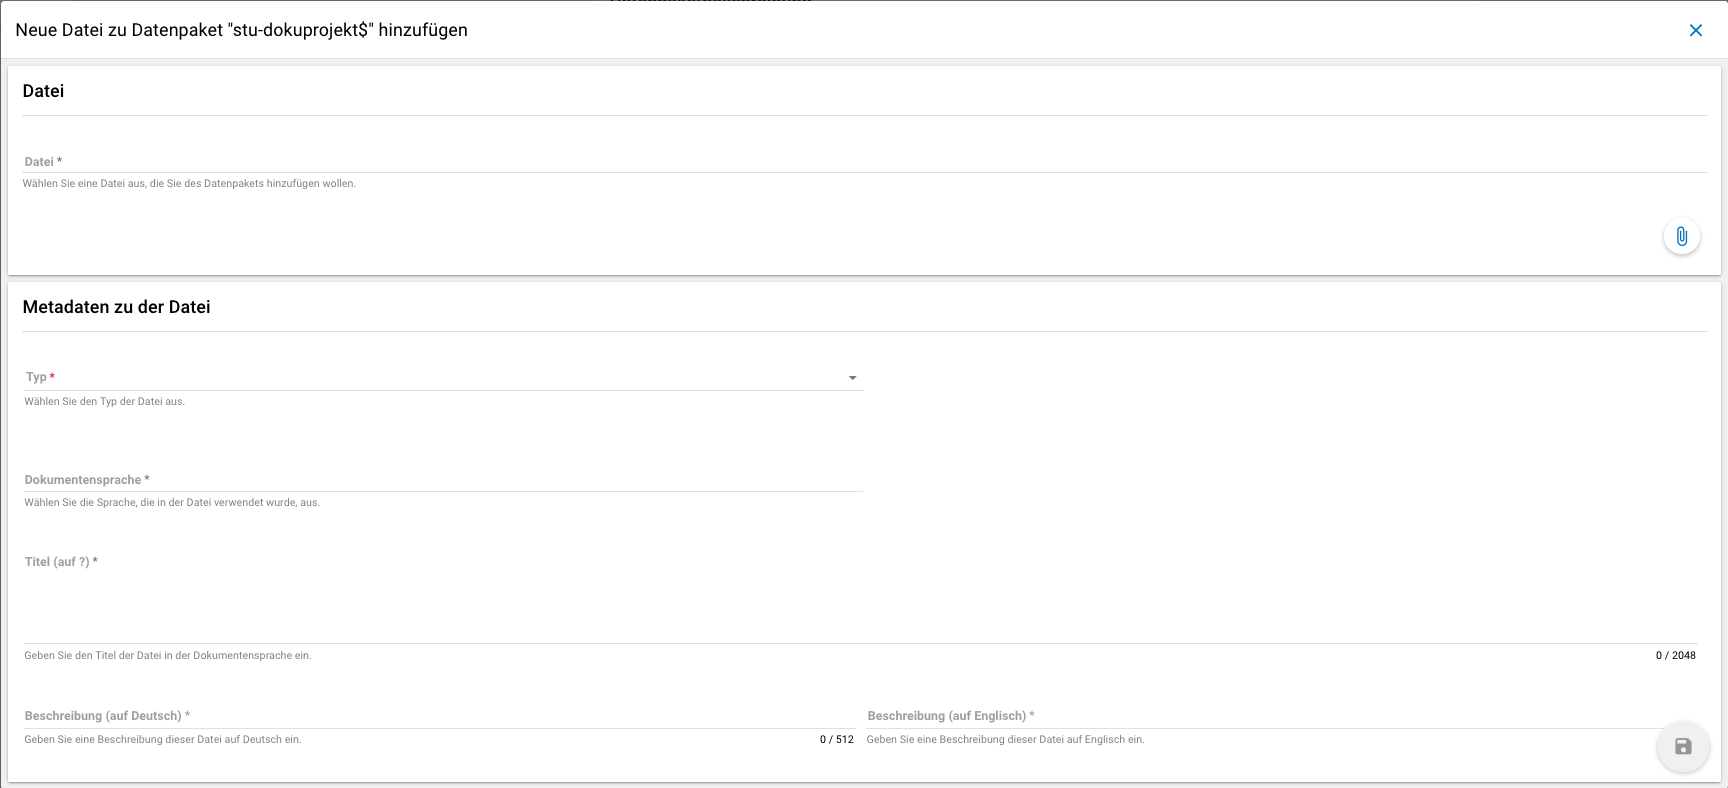 Neue Datei zu Datenpaket "stu-dokuprojekt$" hinzufügen
Datei
Datei *
Wählen Sie eine Datei aus, die Sie des Datenpakets hinzufügen wollen.
Metadaten zu der Datei
Typ *
Wählen Sie den Typ der Datei aus.
Dokumentensprache *
Wählen Sie die Sprache, die in der Datei verwendet wurde, aus.
Titel (auf ?) *
Geben Sie den Titel der Datei in der Dokumentensprache ein. 0 / 2048
Beschreibung (auf Deutsch) * Beschreibung (auf Englisch) *
Geben Sie eine Beschreibung dieser Datei auf Deutsch ein. 0 / 512 Geben Sie eine Beschreibung dieser Datei auf Englisch ein.